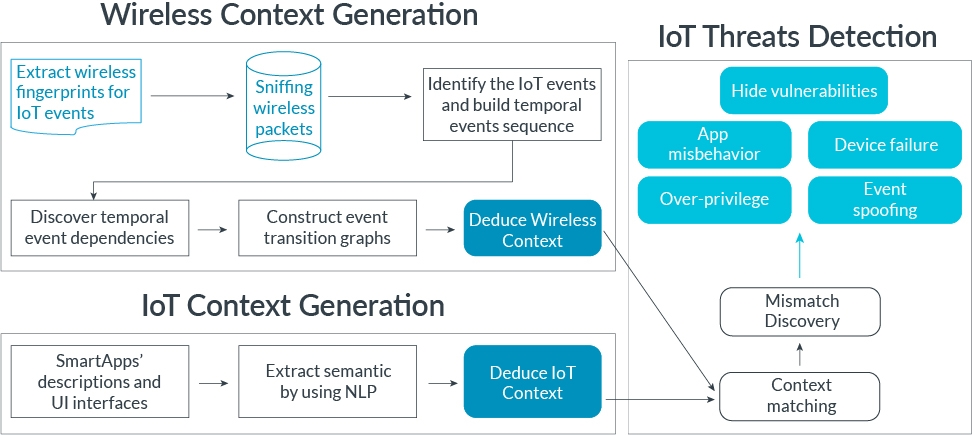 Wireless Context Generation
Extract wireless
fingerprints for
IoT events
Sniffing
wireless
packets
Identify the IoT events
and build temporal
events sequence
Discover temporal
event dependencies
Construct event
transition graphs
Deduce Wireless
Context
IoT Context Generation
SmartApps’
descriptions and
UI interfaces
Extract semantic
by using NLP
Deduce IoT
Context
IoT Threats Detection
Hide vulnerabilities
App
misbehavior
Device failure
Over-privilege
Event
spoofing
Mismatch
Discovery
Context
matching